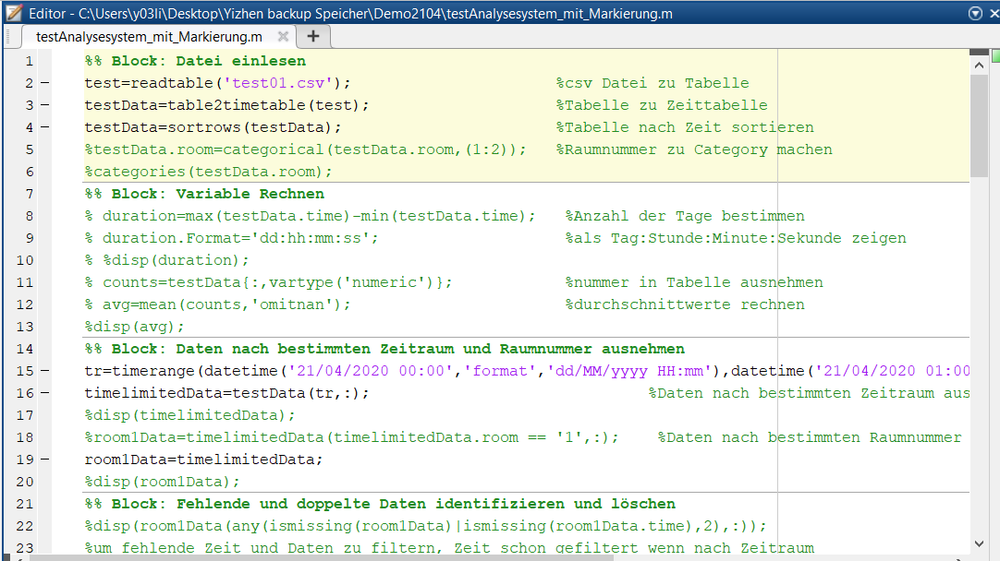 Editor - C:\Users\y03li\Desktop\Yizhen backup Speicher\Demo2104\testAnalysesystem_mit_Markierung.m
testAnalysesystem_mit_Markierung.m
1 %% Block: Datei einlesen
2 - test=readtable('test01.csv'); %csv Datei zu Tabelle
3 - testData=table2timetable(test); %Tabelle zu Zeittabelle
4 - testData=sortrows(testData); %Tabelle nach Zeit sortieren
5 %testData.room=categorical(testData.room,(1:2)); %Raumnummer zu Category machen
6 %categories(testData.room);
7 %% Block: Variable Rechnen
8 % duration=max(testData.time)-min(testData.time); %Anzahl der Tage bestimmen
9 % duration.Format='dd:hh:mm:ss'; %als Tag:Stunde:Minute:Sekunde zeigen
10 % %disp(duration);
11 % counts=testData{:,vartype('numeric')}; %nummer in Tabelle ausnehmen
12 % avg=mean(counts,'omitnan'); %durchschnittwerte rechnen
13 %disp(avg);
14 %% Block: Daten nach bestimmten Zeitraum und Raumnummer ausnehmen
15 - tr=timerange(datetime('21/04/2020 00:00','format','dd/MM/yyyy HH:mm'),datetime('21/04/2020 01:00
16 - timelimitedData=testData(tr,:); %Daten nach bestimmten Zeitraum aus
17 %disp(timelimitedData);
18 %room1Data=timelimitedData(timelimitedData.room == '1',:); %Daten nach bestimmten Raumnummer
19 - room1Data=timelimitedData;
20 %disp(room1Data);
21 %% Block: Fehlende und doppelte Daten identifizieren und löschen
22 %disp(room1Data(any(ismissing(room1Data)|ismissing(room1Data.time),2),:));
23 %um fehlende Zeit und Daten zu filtern, Zeit schon gefiltert wenn nach Zeitraum